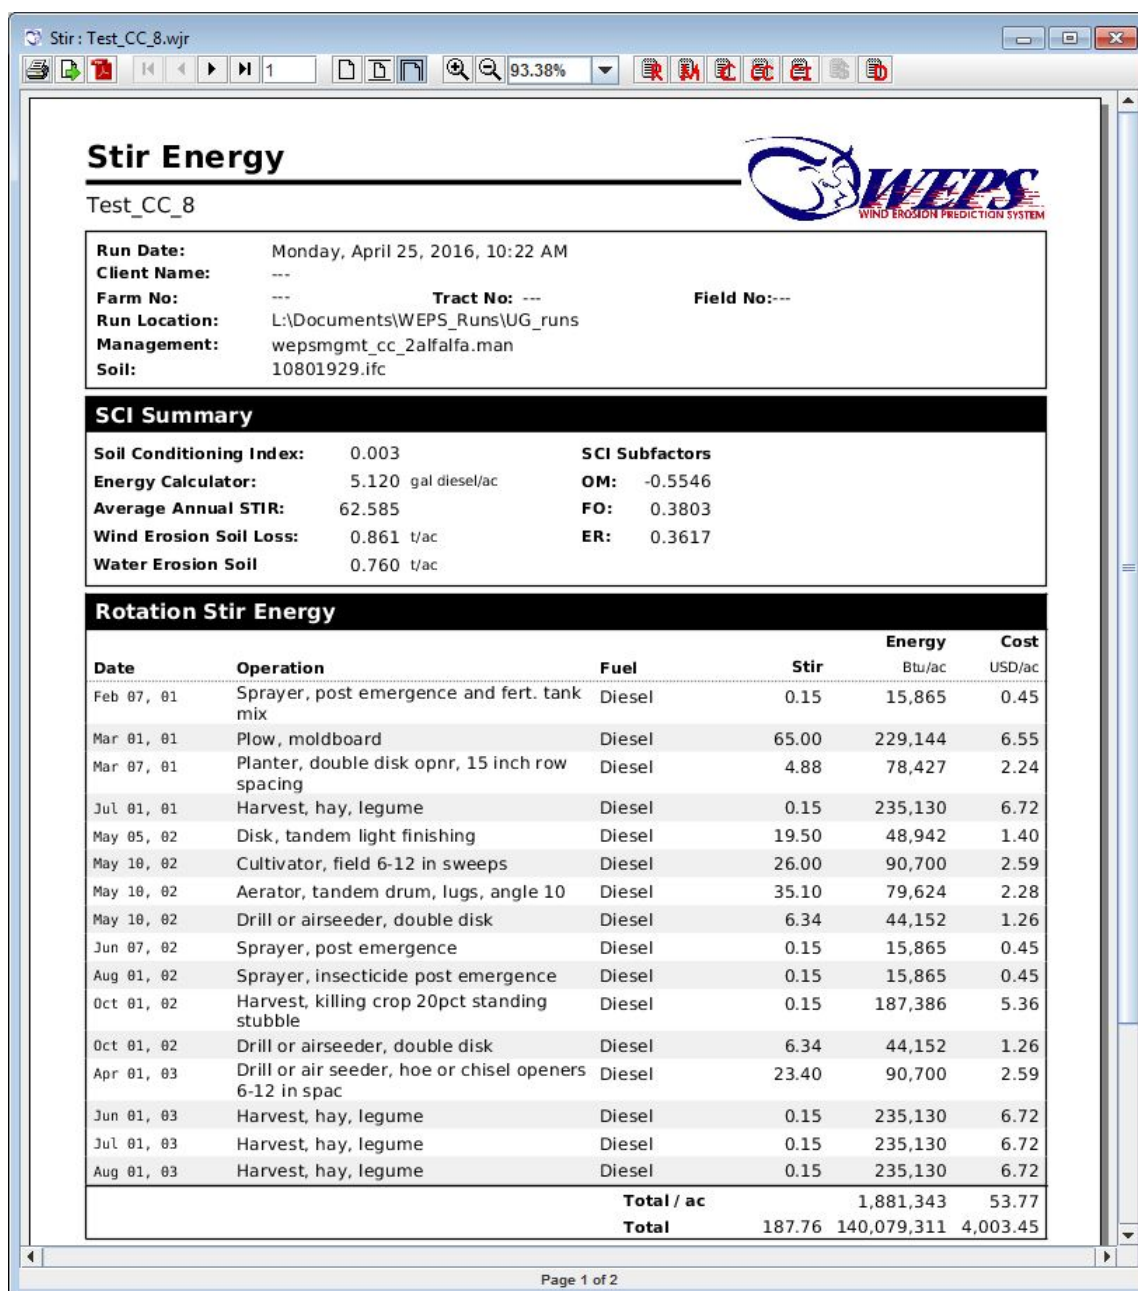 Stir : Test_CC_8.wjr
1
93.38%
Stir Energy
WEPS
WIND EROSION PREDICTION SYSTEM
Test_CC_8
Run Date: Monday, April 25, 2016, 10:22 AM
Client Name: ---
Farm No: --- Tract No: --- Field No:---
Run Location: L:\Documents\WEPS_Runs\UG_runs
Management: wepsmgmt_cc_2alfalfa.man
Soil: 10801929.ifc
SCI Summary
Soil Conditioning Index: 0.003 SCI Subfactors
Energy Calculator: 5.120 gal diesel/ac OM: -0.5546
Average Annual STIR: 62.585 FO: 0.3803
Wind Erosion Soil Loss: 0.861 t/ac ER: 0.3617
Water Erosion Soil 0.760 t/ac
Rotation Stir Energy
Energy Cost
Date Operation Fuel Stir Btu/ac USD/ac
Feb 07, 01 Sprayer, post emergence and fert. tank Diesel 0.15 15,865 0.45
mix
Mar 01, 01 Plow, moldboard Diesel 65.00 229,144 6.55
Mar 07, 01 Planter, double disk opnr, 15 inch row Diesel 4.88 78,427 2.24
spacing
Jul 01, 01 Harvest, hay, legume Diesel 0.15 235,130 6.72
May 05, 02 Disk, tandem light finishing Diesel 19.50 48,942 1.40
May 10, 02 Cultivator, field 6-12 in sweeps Diesel 26.00 90,700 2.59
May 10, 02 Aerator, tandem drum, lugs, angle 10 Diesel 35.10 79,624 2.28
May 10, 02 Drill or airseeder, double disk Diesel 6.34 44,152 1.26
Jun 07, 02 Sprayer, post emergence Diesel 0.15 15,865 0.45
Aug 01, 02 Sprayer, insecticide post emergence Diesel 0.15 15,865 0.45
Oct 01, 02 Harvest, killing crop 20pct standing Diesel 0.15 187,386 5.36
stubble
Oct 01, 02 Drill or airseeder, double disk Diesel 6.34 44,152 1.26
Apr 01, 03 Drill or air seeder, hoe or chisel openers Diesel 23.40 90,700 2.59
6-12 in spac
Jun 01, 03 Harvest, hay, legume Diesel 0.15 235,130 6.72
Jul 01, 03 Harvest, hay, legume Diesel 0.15 235,130 6.72
Aug 01, 03 Harvest, hay, legume Diesel 0.15 235,130 6.72
Total / ac 1,881,343 53.77
Total 187.76 140,079,311 4,003.45
Page 1 of 2